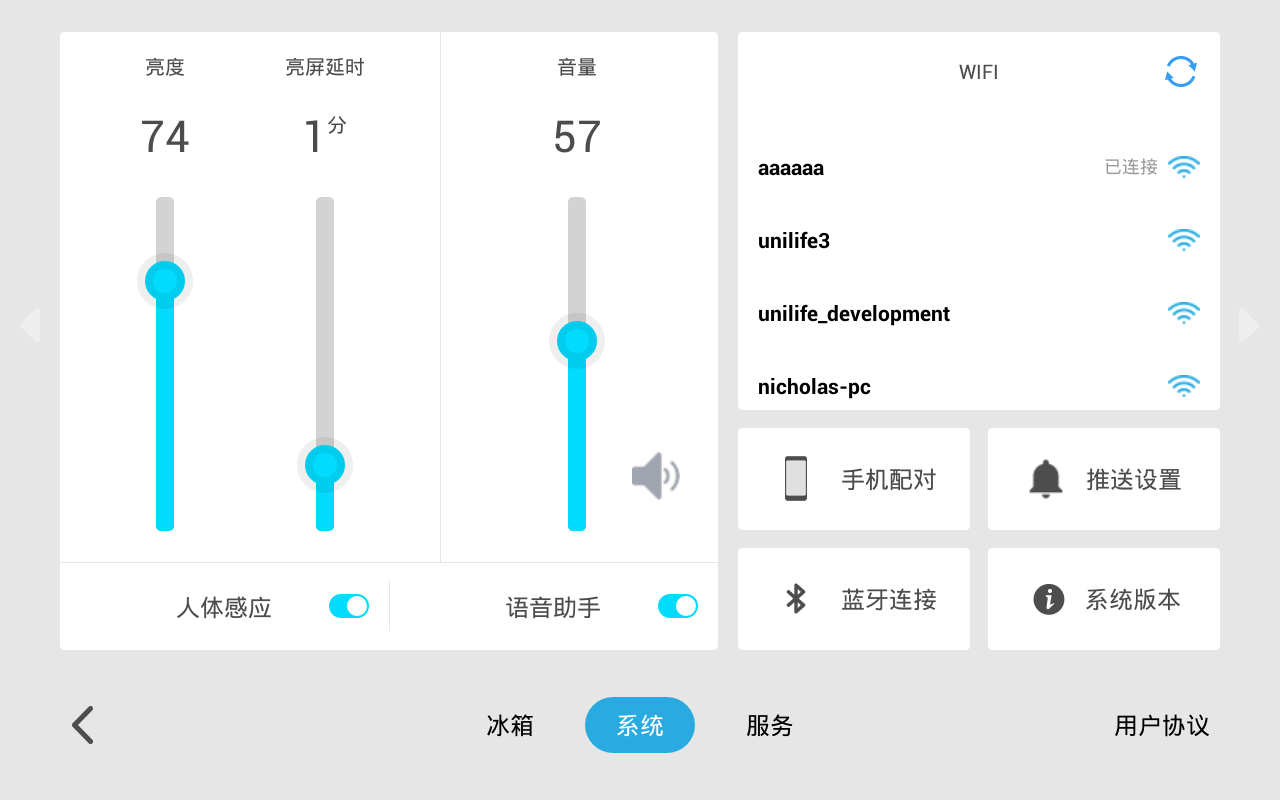 亮度
亮屏延时
音量
74
1分
57
WIFI
aaaaaa
已连接
unilife3
unilife_development
nicholas-pc
手机配对
推送设置
人体感应
语音助手
蓝牙连接
系统版本
冰箱
系统
服务
用户协议